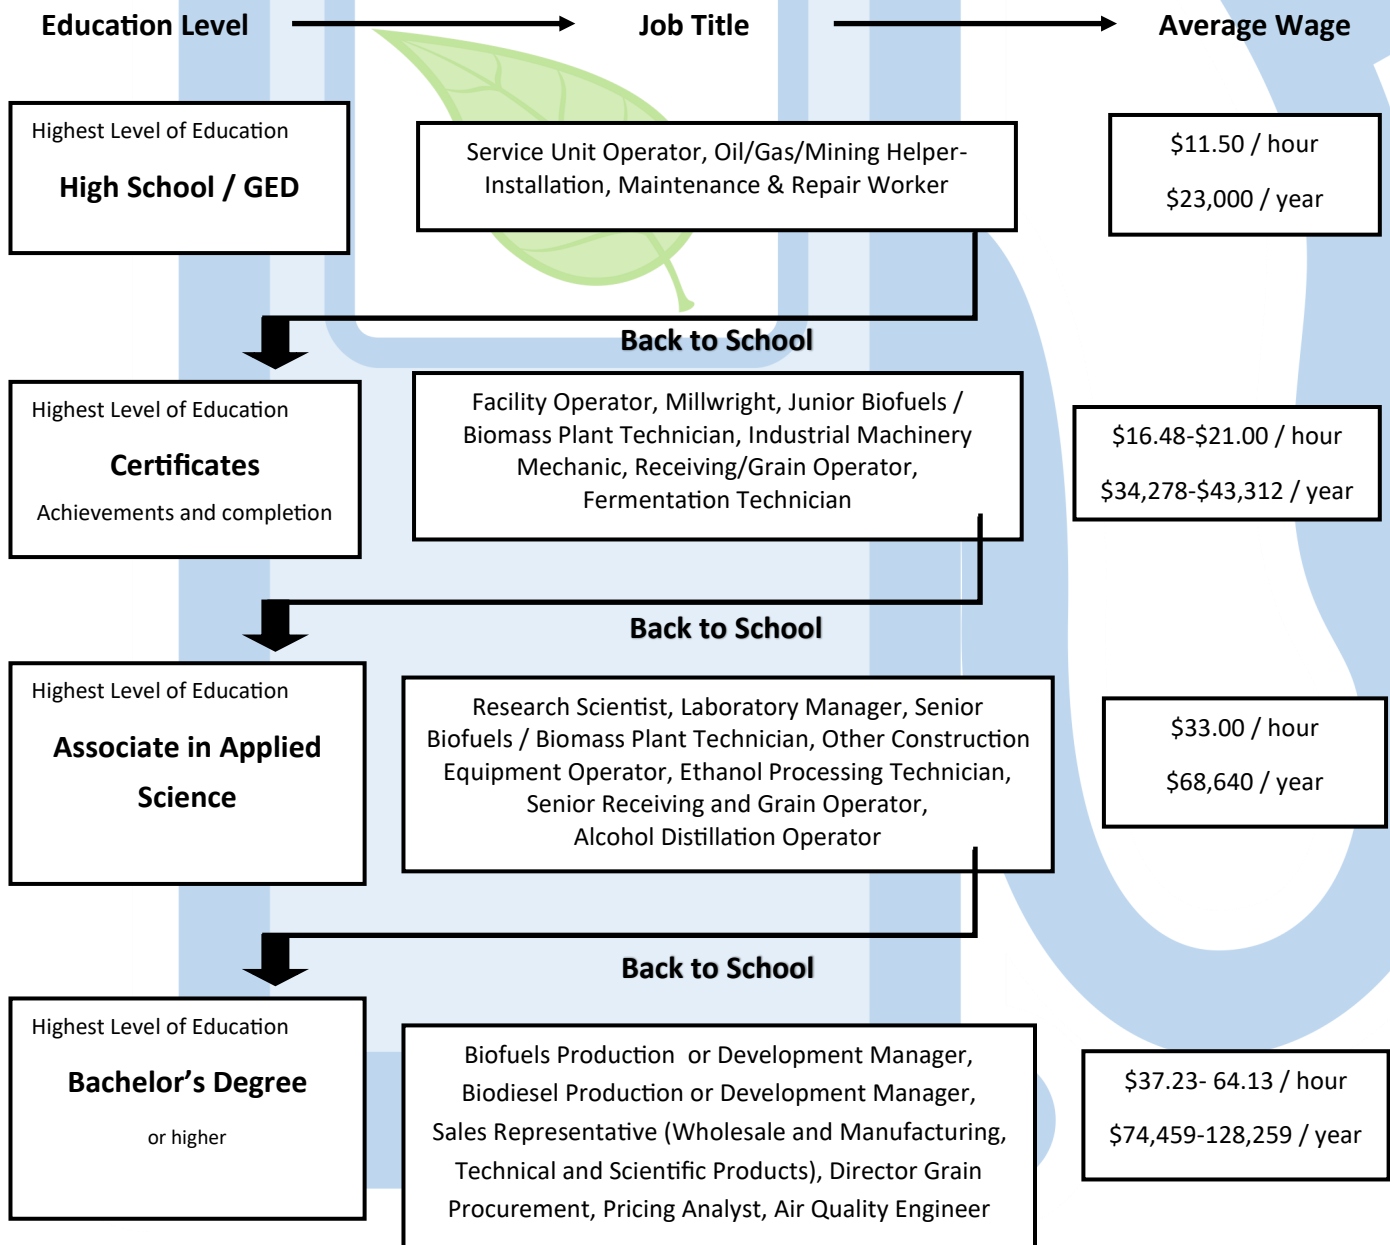 Education Level
Job Title
Average Wage
Highest Level of Education
High School / GED
Service Unit Operator, Oil/Gas/Mining Helper-
Installation, Maintenance & Repair Worker
$11.50 / hour
$23,000 / year
Back to School
Highest Level of Education
Certificates
Achievements and completion
Facility Operator, Millwright, Junior Biofuels /
Biomass Plant Technician, Industrial Machinery
Mechanic, Receiving/Grain Operator,
Fermentation Technician
$16.48-$21.00 / hour
$34,278-$43,312 / year
Back to School
Highest Level of Education
Associate in Applied
Science
Research Scientist, Laboratory Manager, Senior
Biofuels / Biomass Plant Technician, Other Construction
Equipment Operator, Ethanol Processing Technician,
Senior Receiving and Grain Operator,
Alcohol Distillation Operator
$33.00 / hour
$68,640 / year
Back to School
Highest Level of Education
Bachelor’s Degree
or higher
Biofuels Production  or Development Manager,
Biodiesel Production or Development Manager,
Sales Representative (Wholesale and Manufacturing,
Technical and Scientific Products), Director Grain
Procurement, Pricing Analyst, Air Quality Engineer
$37.23- 64.13 / hour
$74,459-128,259 / year